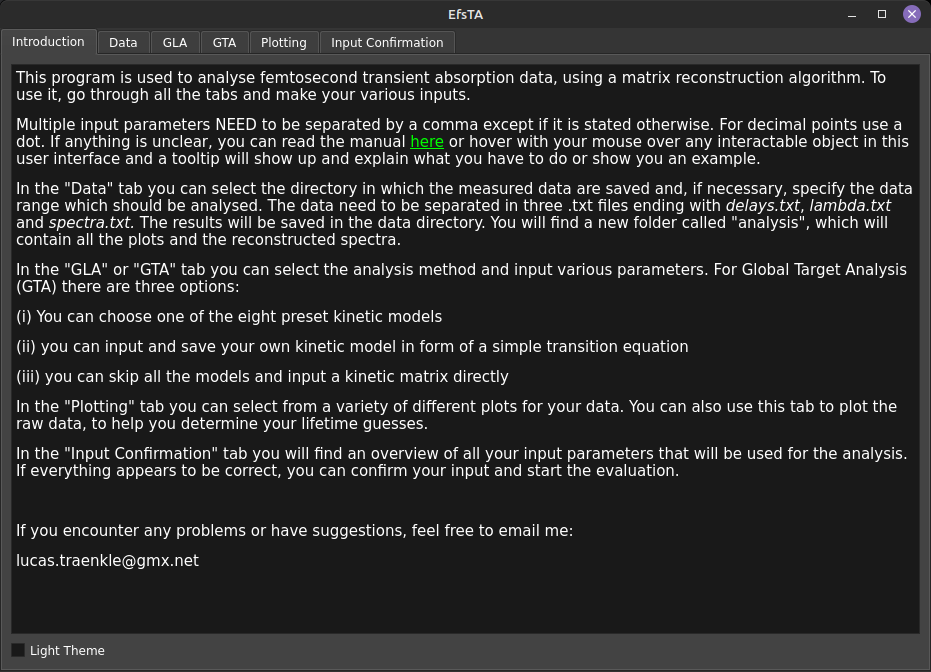 EfsTA
Introduction Data GLA GTA Plotting Input Confirmation
This program is used to analyse femtosecond transient absorption data, using a matrix reconstruction algorithm. To
use it, go through all the tabs and make your various inputs.
Multiple input parameters NEED to be separated by a comma except if it is stated otherwise. For decimal points use a
dot. If anything is unclear, you can read the manual here or hover with your mouse over any interactable object in this
user interface and a tooltip will show up and explain what you have to do or show you an example.
In the "Data" tab you can select the directory in which the measured data are saved and, if necessary, specify the data
range which should be analysed. The data need to be separated in three .txt files ending with delays.txt, lambda.txt
and spectra.txt. The results will be saved in the data directory. You will find a new folder called "analysis", which will
contain all the plots and the reconstructed spectra.
In the "GLA" or "GTA" tab you can select the analysis method and input various parameters. For Global Target Analysis
(GTA) there are three options:
(i) You can choose one of the eight preset kinetic models
(ii) you can input and save your own kinetic model in form of a simple transition equation
(iii) you can skip all the models and input a kinetic matrix directly
In the "Plotting" tab you can select from a variety of different plots for your data. You can also use this tab to plot the
raw data, to help you determine your lifetime guesses.
In the "Input Confirmation" tab you will find an overview of all your input parameters that will be used for the analysis.
If everything appears to be correct, you can confirm your input and start the evaluation.
If you encounter any problems or have suggestions, feel free to email me:
lucas.traenkle@gmx.net
Light Theme